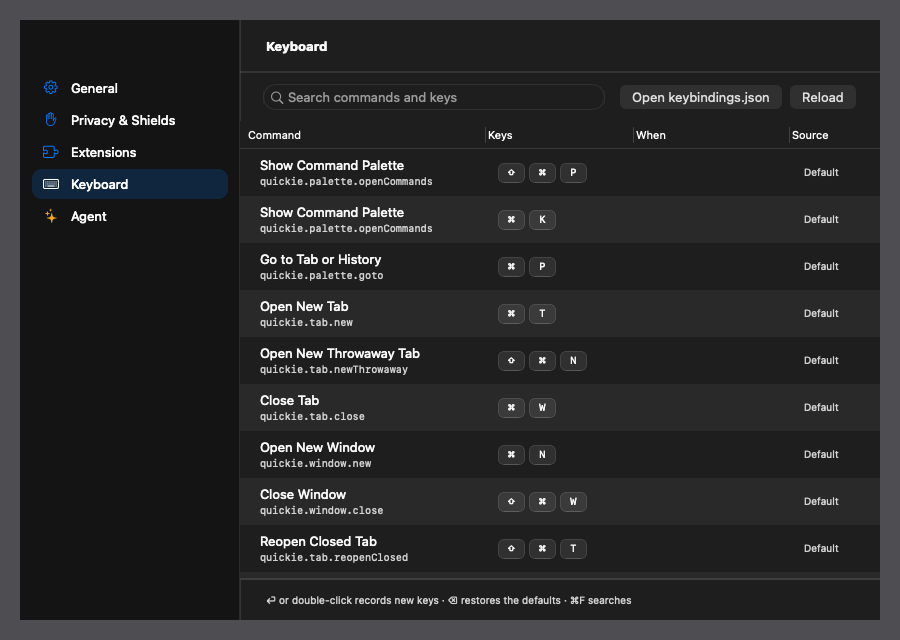 Keyboard
General
Privacy & Shields
Extensions
Keyboard
Agent
Search commands and keys
Open keybindings.json
Reload
Command Keys When Source
Show Command Palette
quickie.palette.openCommands
⇧ ⌘ P
Default
Show Command Palette
quickie.palette.openCommands
⌘ K
Default
Go to Tab or History
quickie.palette.goto
⌘ P
Default
Open New Tab
quickie.tab.new
⌘ T
Default
Open New Throwaway Tab
quickie.tab.newThrowaway
⇧ ⌘ N
Default
Close Tab
quickie.tab.close
⌘ W
Default
Open New Window
quickie.window.new
⌘ N
Default
Close Window
quickie.window.close
⇧ ⌘ W
Default
Reopen Closed Tab
quickie.tab.reopenClosed
⇧ ⌘ T
Default
⏎ or double-click records new keys · ⌫ restores the defaults · ⌘F searches